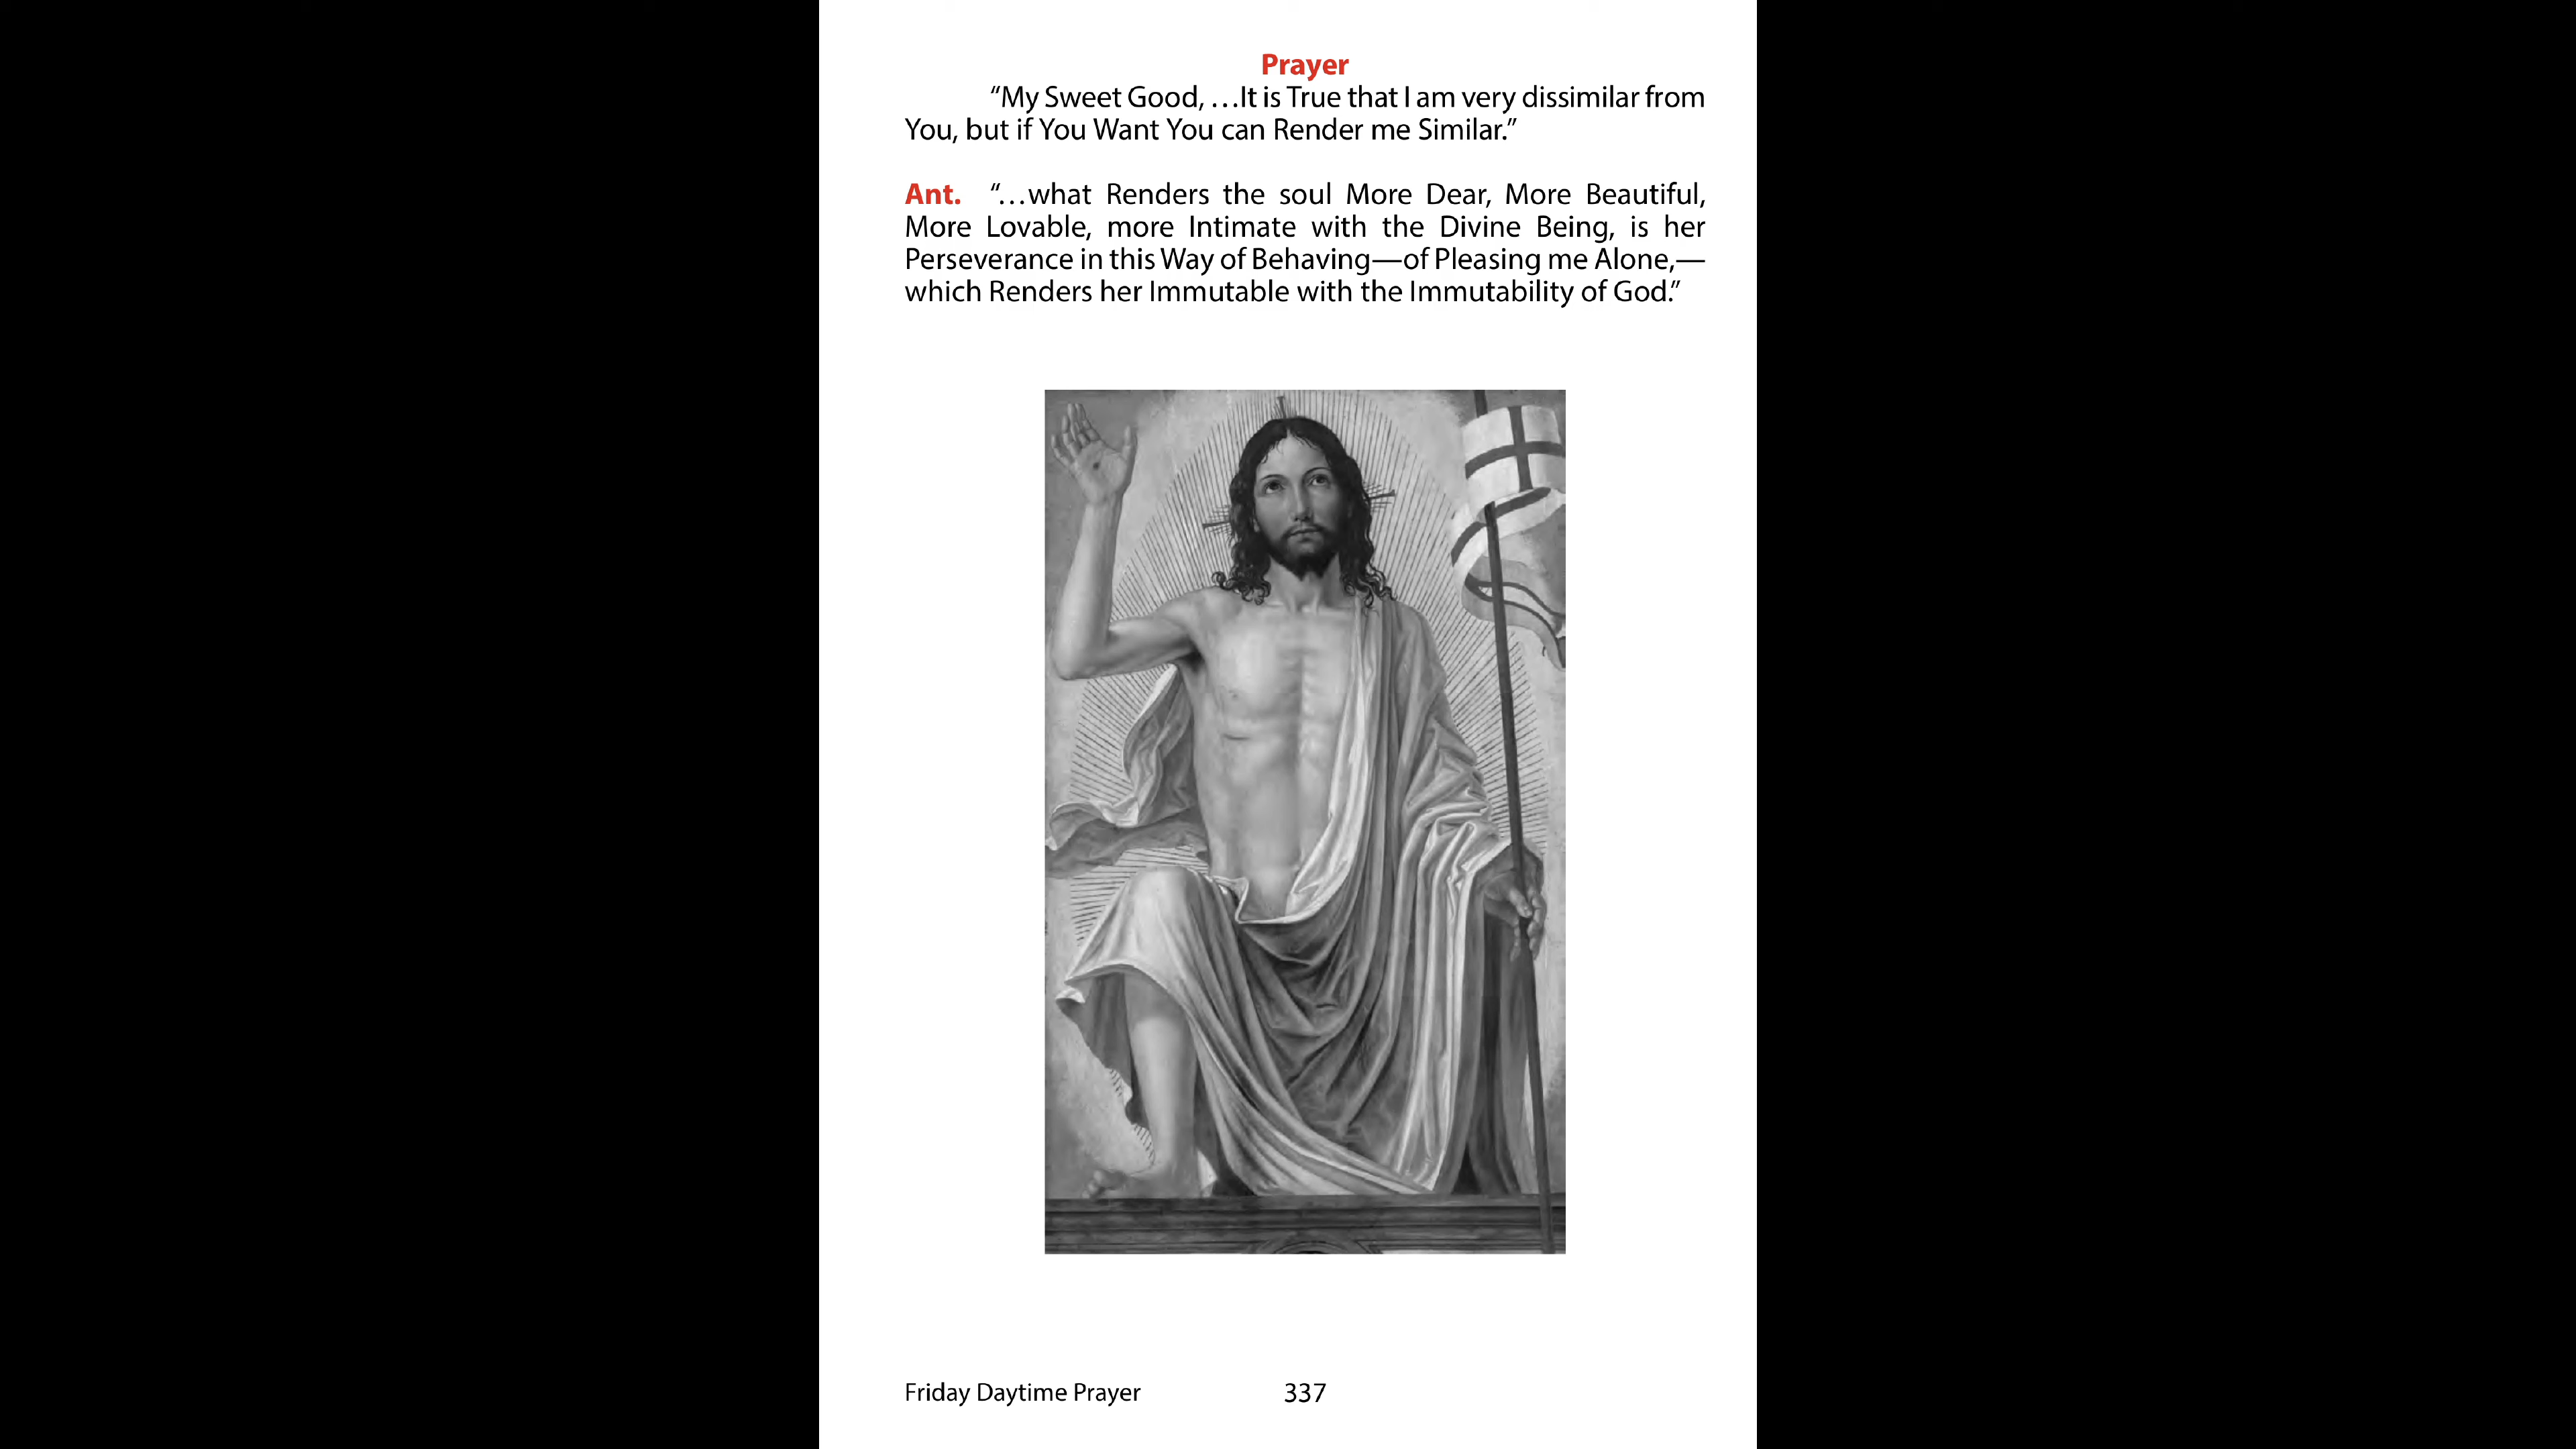 Prayer
“My Sweet Good, …It is True that I am very dissimilar from
You, but if You Want You can Render me Similar.”
Ant. “…what Renders the soul More Dear, More Beautiful,
More Lovable, more Intimate with the Divine Being, is her
Perseverance in this Way of Behaving—of Pleasing me Alone,—
which Renders her Immutable with the Immutability of God.”
Friday Daytime Prayer 337